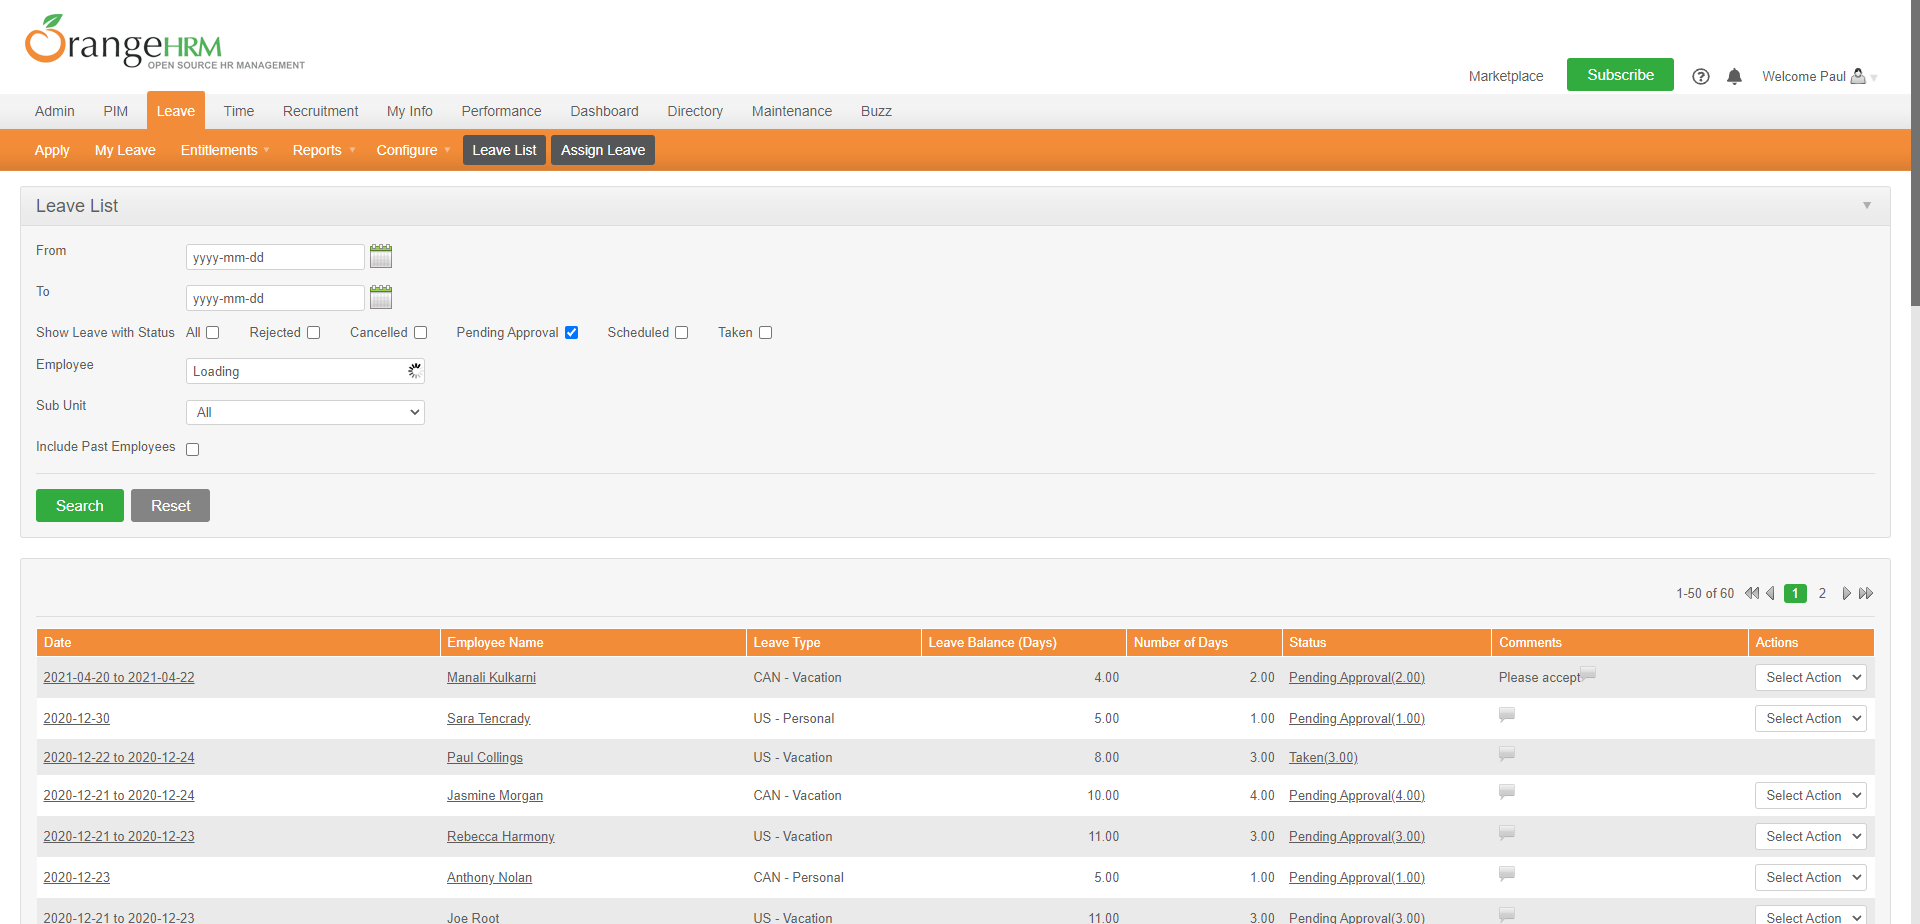 OrangeHRM
OPEN SOURCE HR MANAGEMENT
Marketplace Subscribe Welcome Paul
Admin PIM Leave Time Recruitment My Info Performance Dashboard Directory Maintenance Buzz
Apply My Leave Entitlements Reports Configure Leave List Assign Leave
Leave List
From yyyy-mm-dd
To yyyy-mm-dd
Show Leave with Status All Rejected Cancelled Pending Approval Scheduled Taken
Employee Loading
Sub Unit All
Include Past Employees
Search Reset
1-50 of 60 1 2
Date Employee Name Leave Type Leave Balance (Days) Number of Days Status Comments Actions
2021-04-20 to 2021-04-22 Manali Kulkarni CAN - Vacation 4.00 2.00 Pending Approval(2.00) Please accept Select Action
2020-12-30 Sara Tencrady US - Personal 5.00 1.00 Pending Approval(1.00) Select Action
2020-12-22 to 2020-12-24 Paul Collings US - Vacation 8.00 3.00 Taken(3.00)
2020-12-21 to 2020-12-24 Jasmine Morgan CAN - Vacation 10.00 4.00 Pending Approval(4.00) Select Action
2020-12-21 to 2020-12-23 Rebecca Harmony US - Vacation 11.00 3.00 Pending Approval(3.00) Select Action
2020-12-23 Anthony Nolan CAN - Personal 5.00 1.00 Pending Approval(1.00) Select Action
2020-12-21 to 2020-12-23 Joe Root US - Vacation 11.00 3.00 Pending Approval(3.00) Select Action